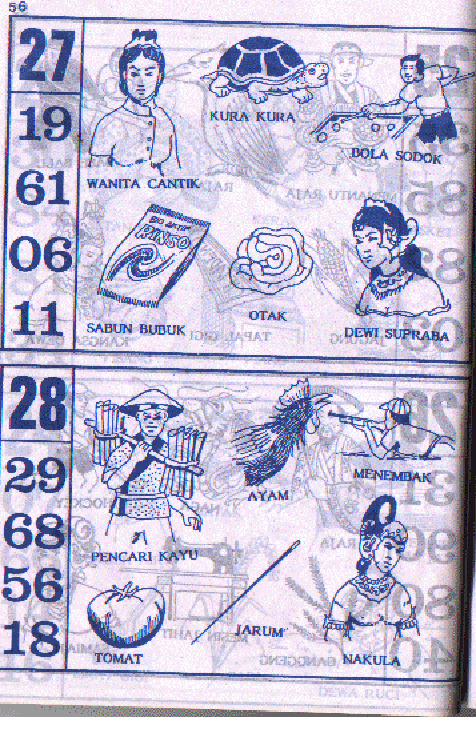 56
27
19
61
06
11
WANITA CANTIK
KURA KURA
BOLA SODOK
RINSO
SABUN BUBUK
OTAK
DEWI SUPRABA
28
29
68
56
18
PENCARI KAYU
AYAM
MENEMBAK
TOMAT
JARUM
NAKULA
DEWA RUCI